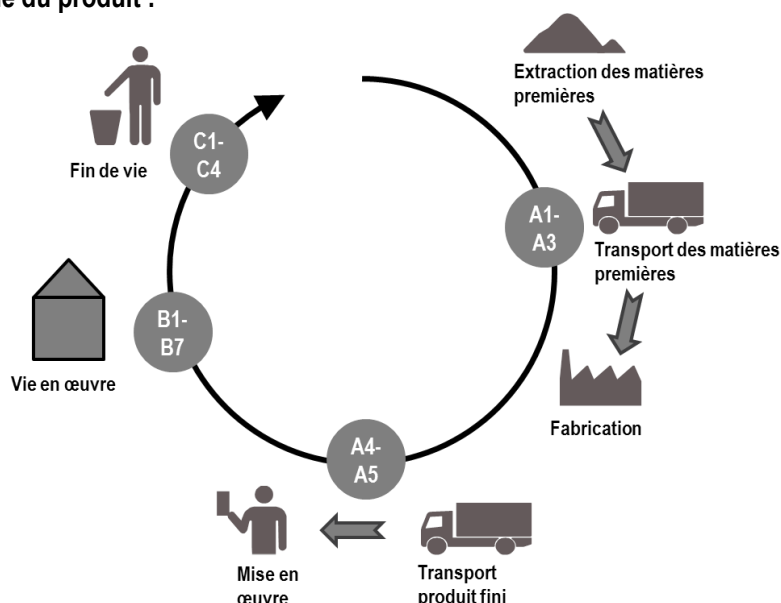 du produit :
Extraction des matières
premières
A1-
A3
Transport des matières
premières
Fabrication
A4-
A5
Transport
produit fini
Mise en
œuvre
B1-
B7
Vie en œuvre
C1-
C4
Fin de vie